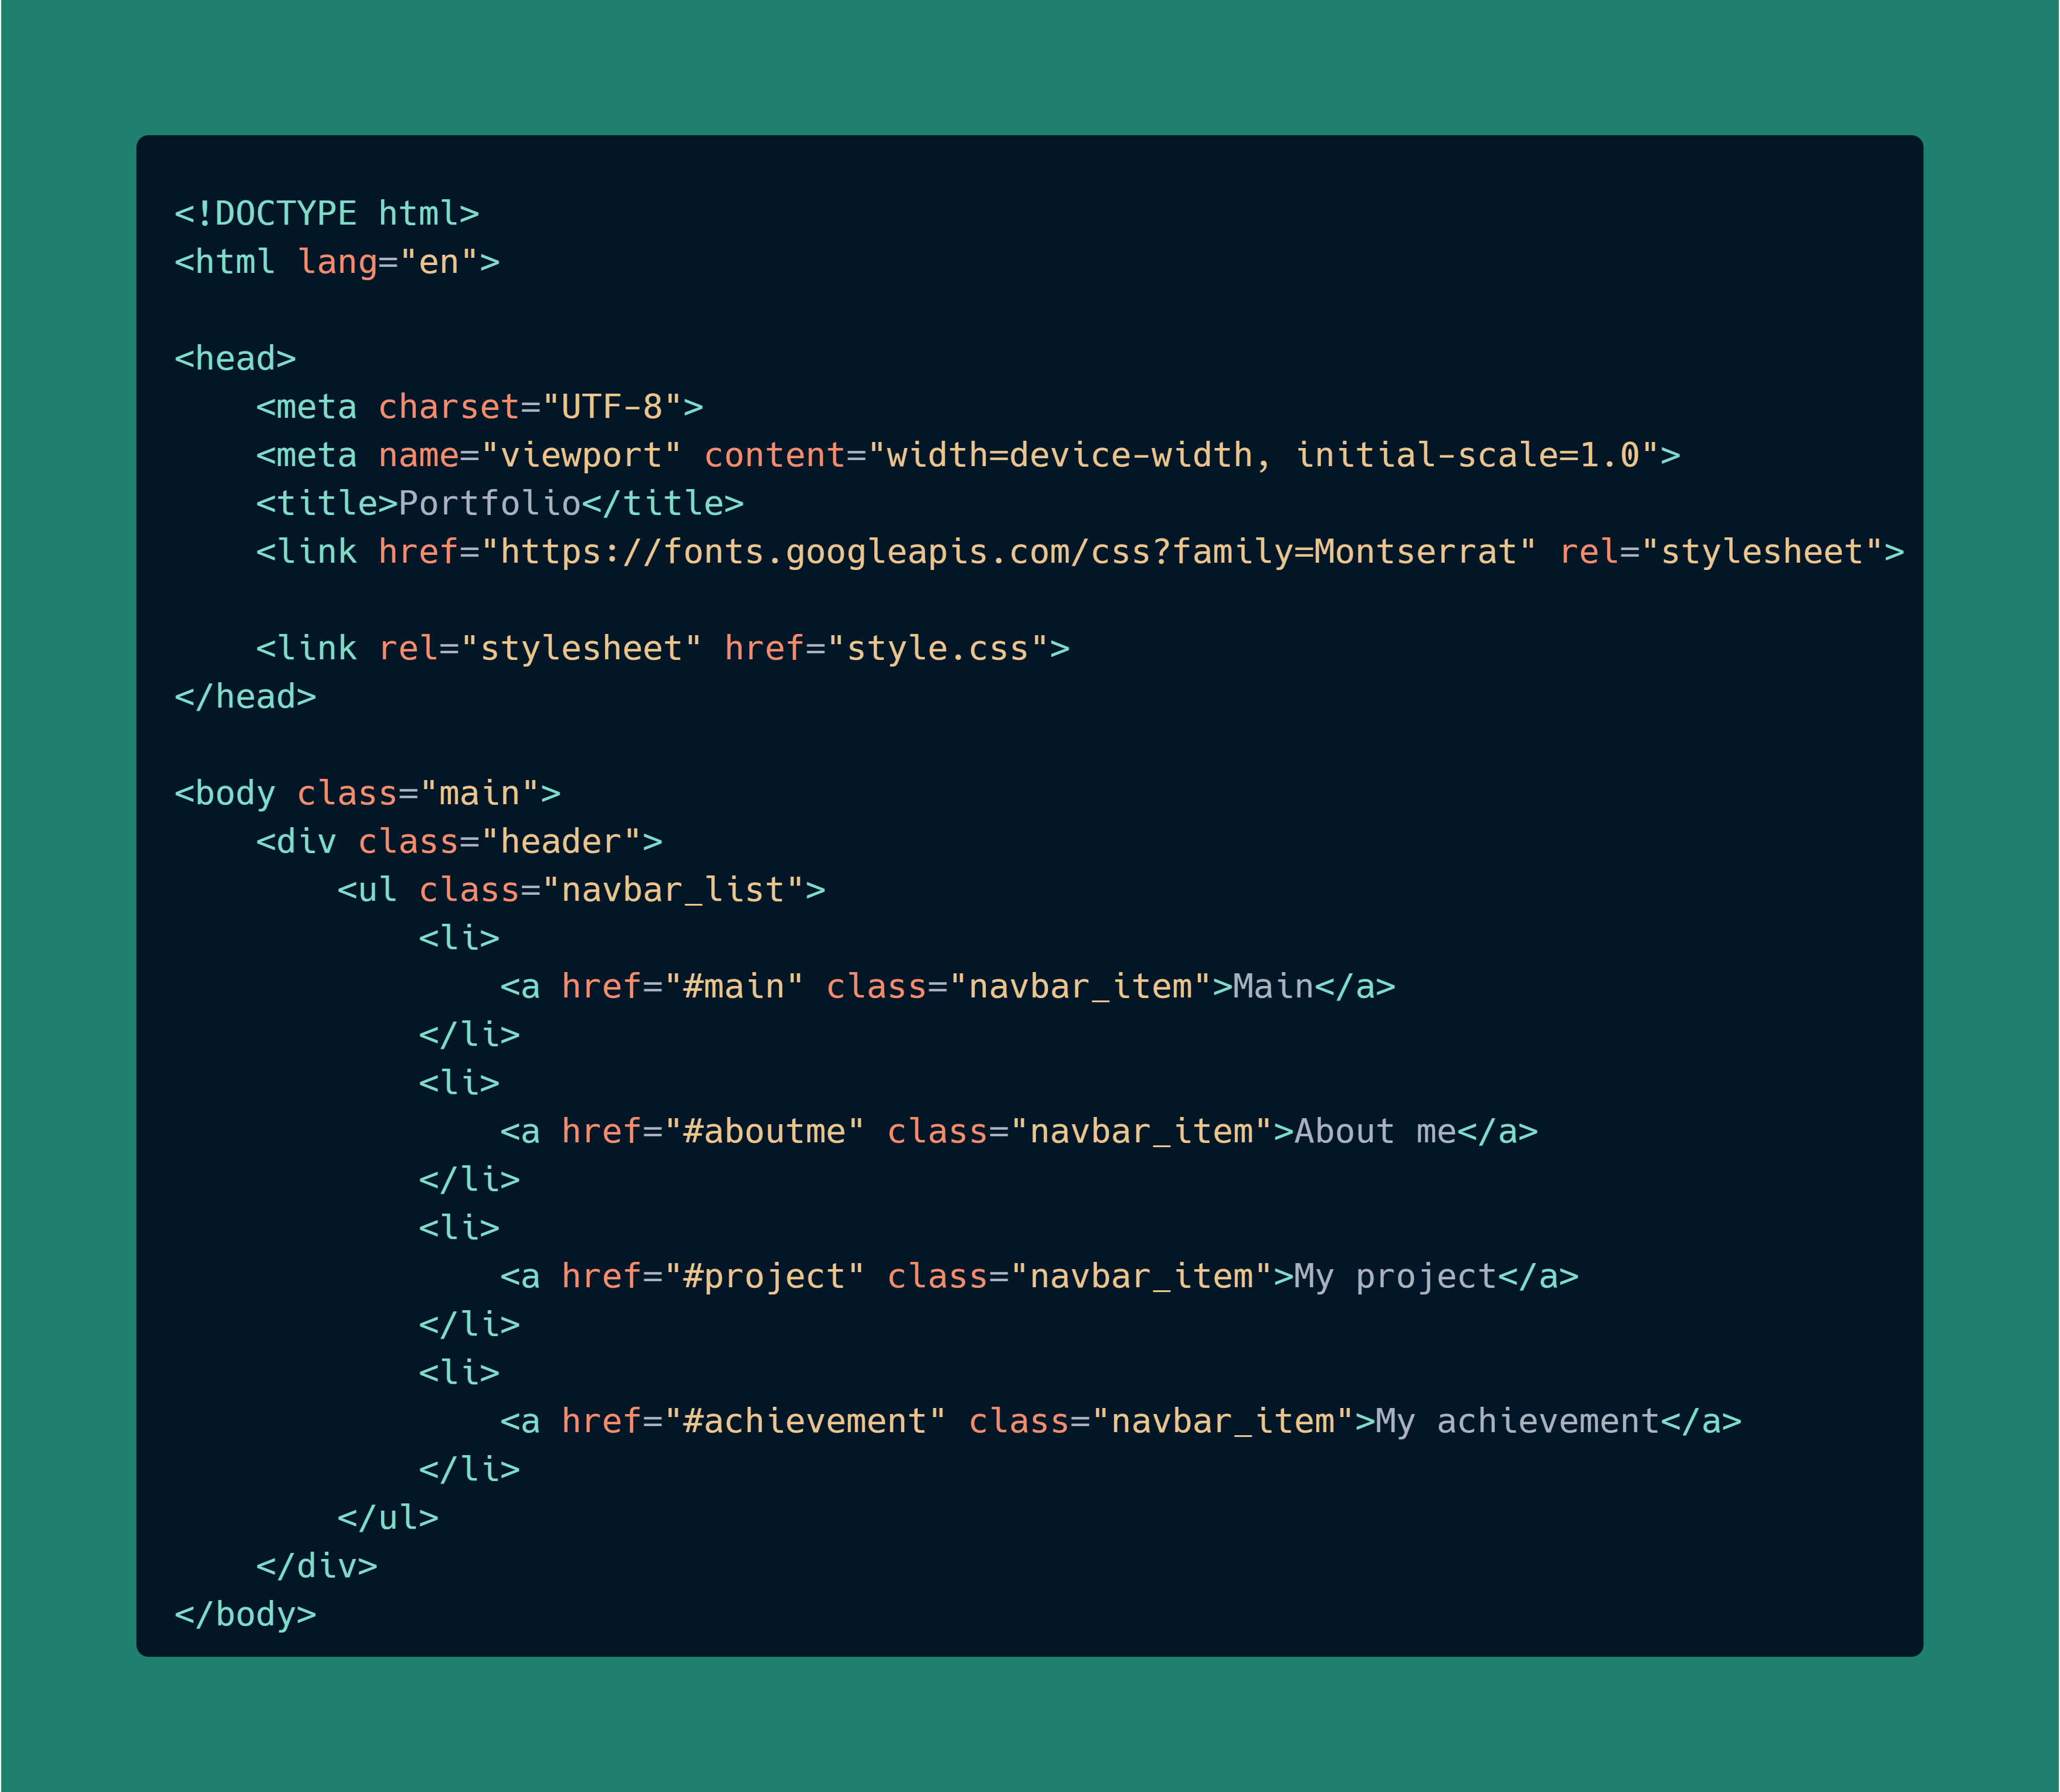 <!DOCTYPE html>
<html lang="en">

<head>
    <meta charset="UTF-8">
    <meta name="viewport" content="width=device-width, initial-scale=1.0">
    <title>Portfolio</title>
    <link href="https://fonts.googleapis.com/css?family=Montserrat" rel="stylesheet">

    <link rel="stylesheet" href="style.css">
</head>

<body class="main">
    <div class="header">
        <ul class="navbar_list">
            <li>
                <a href="#main" class="navbar_item">Main</a>
            </li>
            <li>
                <a href="#aboutme" class="navbar_item">About me</a>
            </li>
            <li>
                <a href="#project" class="navbar_item">My project</a>
            </li>
            <li>
                <a href="#achievement" class="navbar_item">My achievement</a>
            </li>
        </ul>
    </div>
</body>